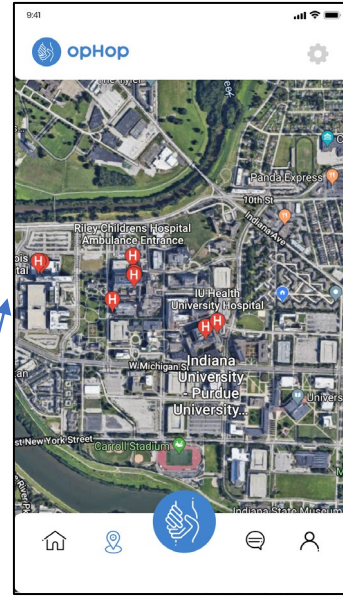 9:41
opHop
Panda Express
10th St
Indiana Ave
Riley Childrens Hospital
Ambulance Entrance
H
H
H
H
IU Health
University Hospital
H
H
W Michigan St
Indiana
University
- Purdue
University...
Univers
st New York Street
Carroll Stadium
Indiana State Museum